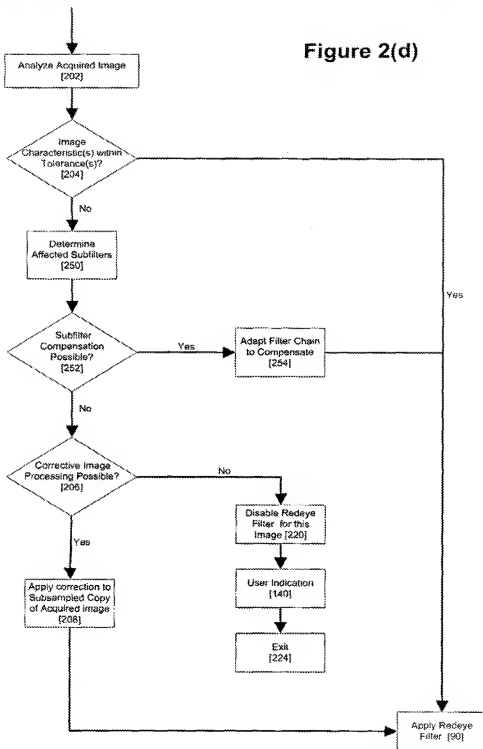 Figure 2(d)
Analyze Acquired Image
[202]
Image
Characteristic(s) within
Tolerance(s)?
[204]
No
Yes
Determine
Affected Subfilters
[250]
Subfilter
Compensation
Possible?
[252]
Yes
Adapt Filter Chain
to Compensate
[254]
No
Corrective Image
Processing Possible?
[206]
No
Yes
Disable Redeye
Filter for this
Image [220]
User Indication
[140]
Exit
[224]
Apply correction to
Subsampled Copy
of Acquired image
[208]
Apply Redeye
Filter [90]